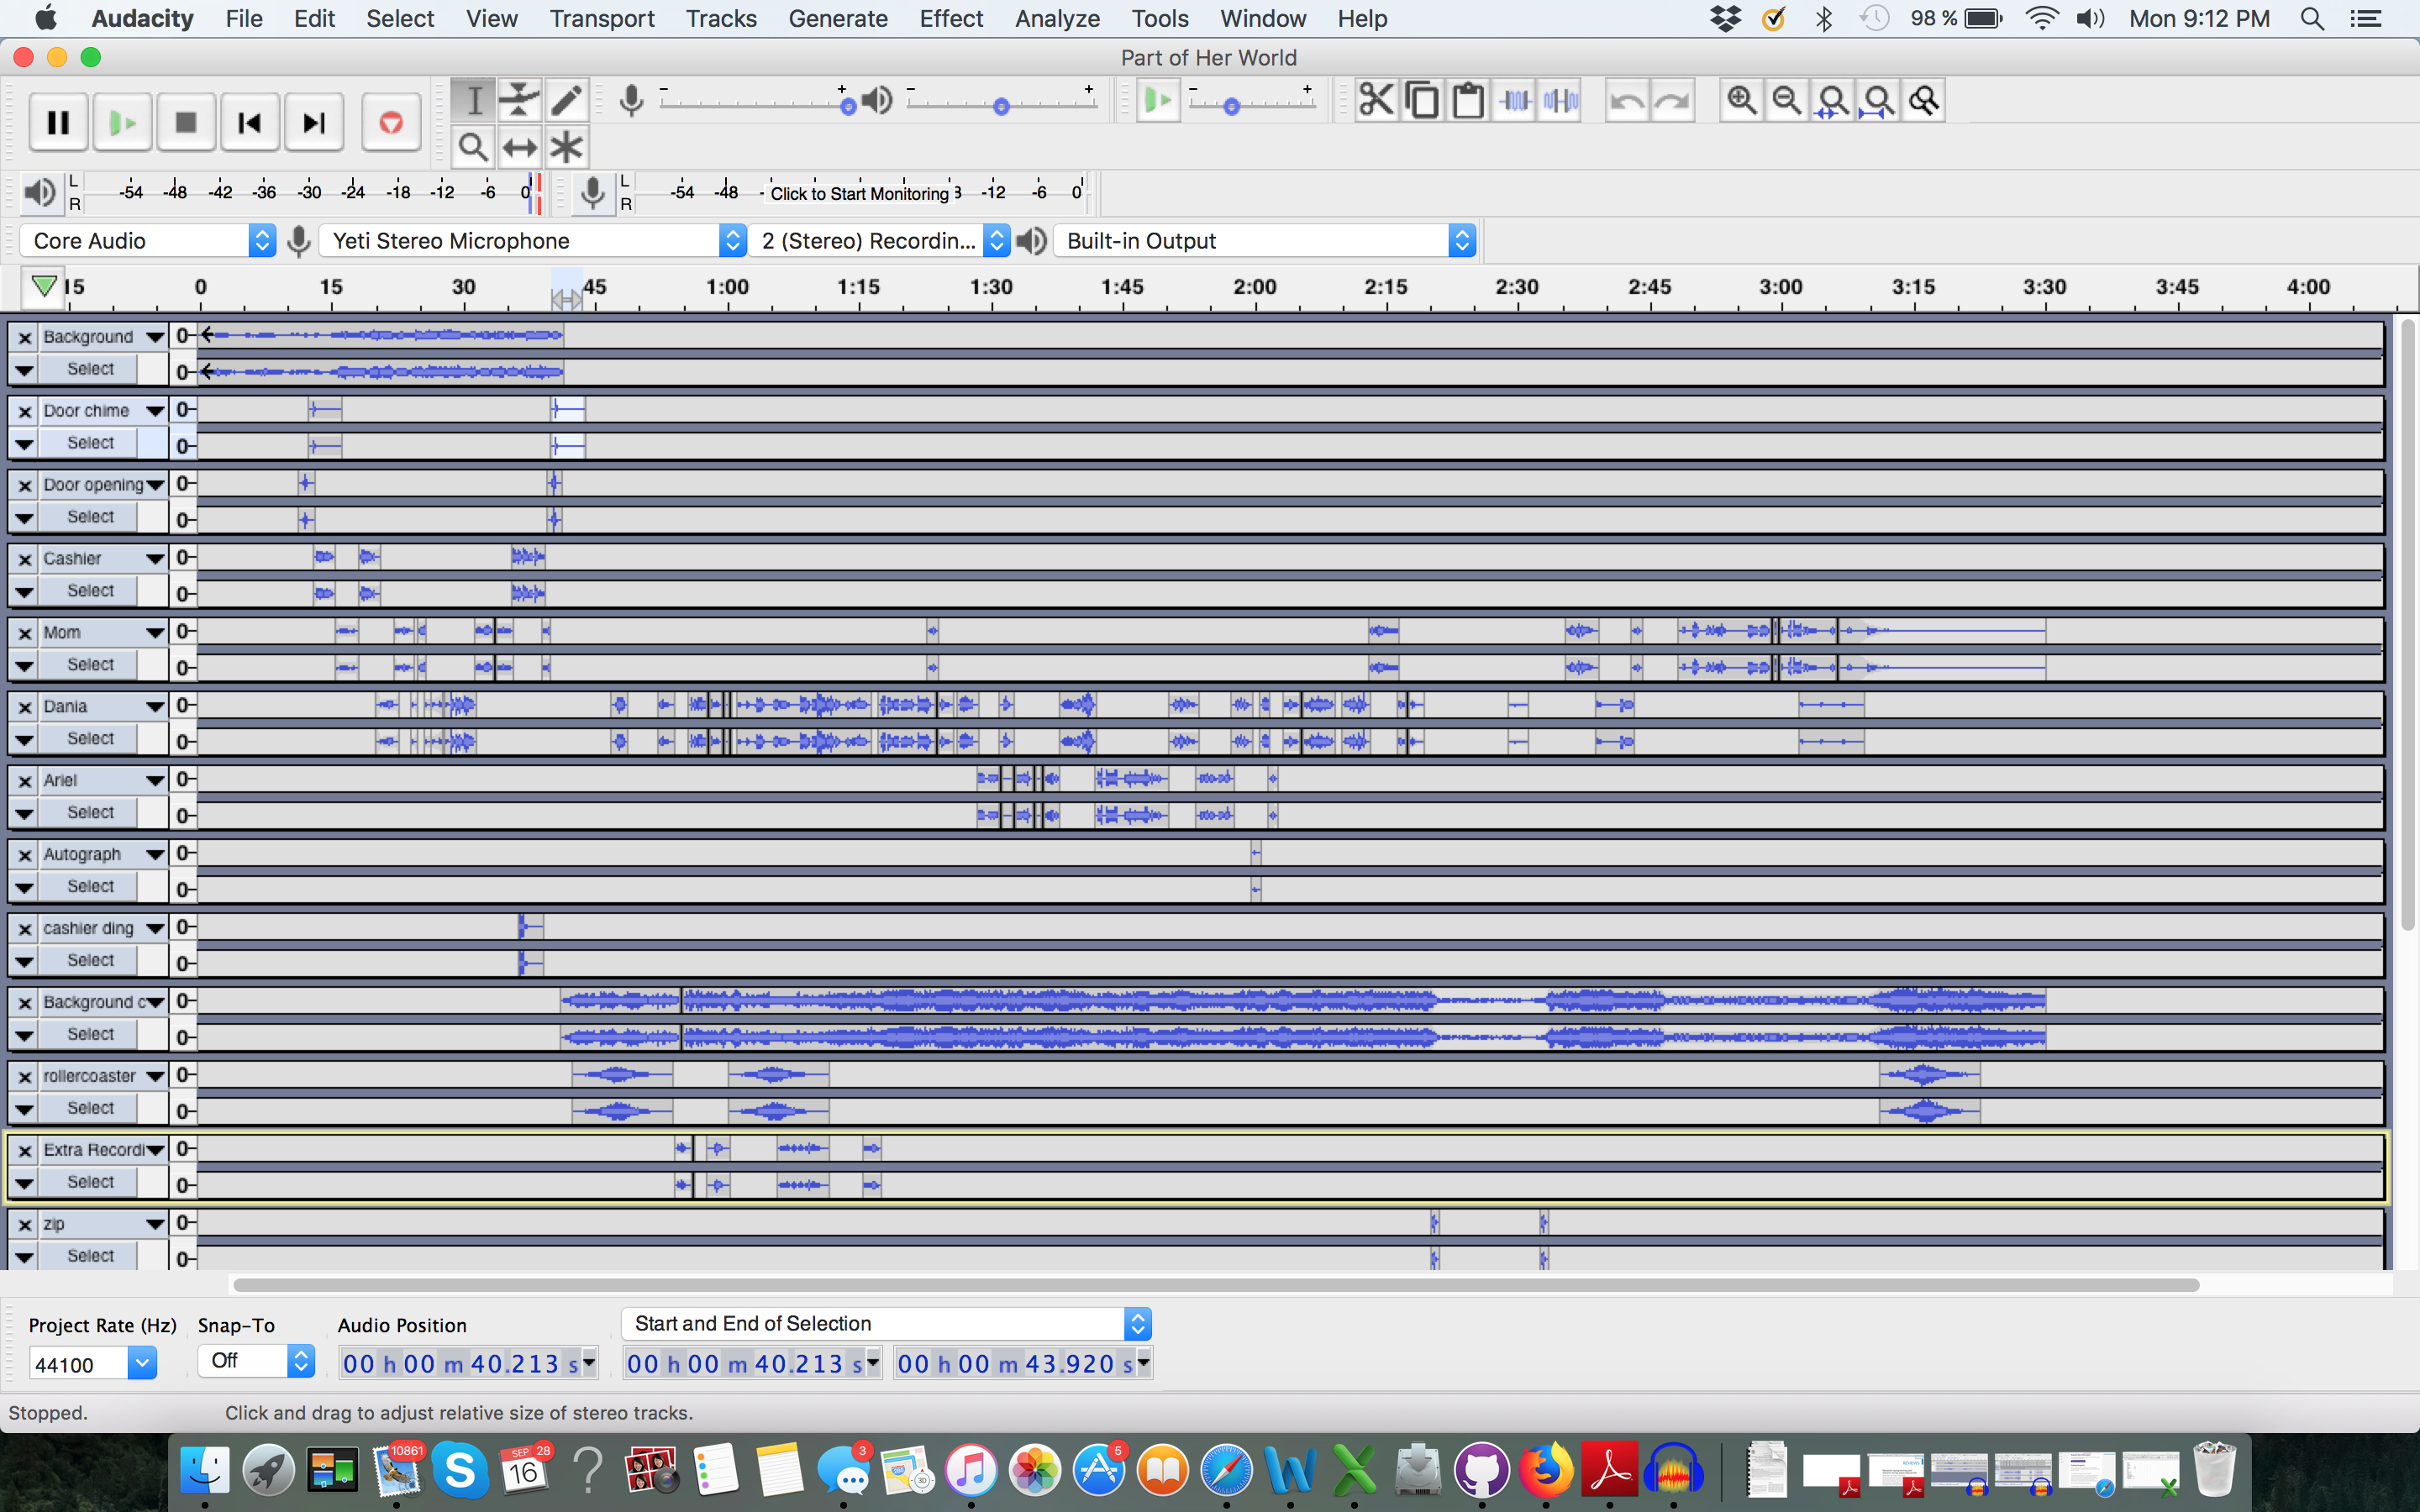 Audacity File Edit Select View Transport Tracks Generate Effect Analyze Tools Window Help 98 % Mon 9:12 PM
Part of Her World
- + - + - +
L R -54 -48 -42 -36 -30 -24 -18 -12 -6 0 L R -54 -48 Click to Start Monitoring -12 -6 0
Core Audio Yeti Stereo Microphone 2 (Stereo) Recordin... Built-in Output
15 0 15 30 45 1:00 1:15 1:30 1:45 2:00 2:15 2:30 2:45 3:00 3:15 3:30 3:45 4:00
Background 0
Select 0
Door chime 0
Select 0
Door opening 0
Select 0
Cashier 0
Select 0
Mom 0
Select 0
Dania 0
Select 0
Ariel 0
Select 0
Autograph 0
Select 0
cashier ding 0
Select 0
Background c 0
Select 0
rollercoaster 0
Select 0
Extra Recordi 0
Select 0
zip 0
Select 0
Project Rate (Hz) Snap-To Audio Position Start and End of Selection
44100 Off 00 h 00 m 40.213 s 00 h 00 m 40.213 s 00 h 00 m 43.920 s
Stopped. Click and drag to adjust relative size of stereo tracks.
10861 SEP 28 16 3 5